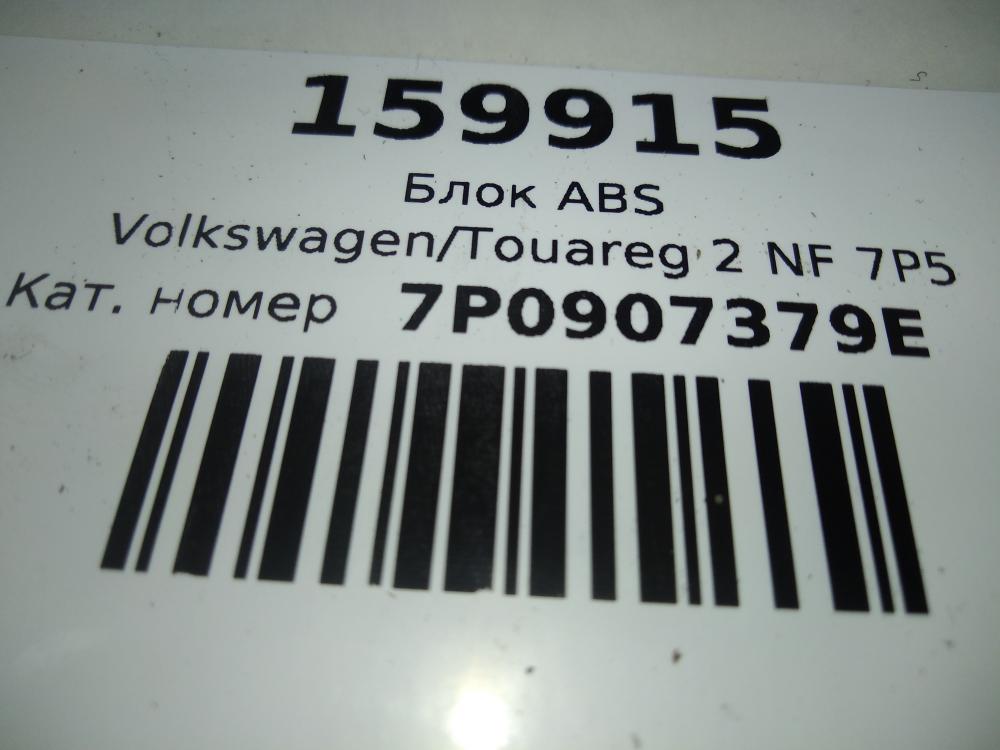 159915
Блок ABS
Volkswagen/Touareg 2 NF 7P5
Кат. номер 7P0907379E